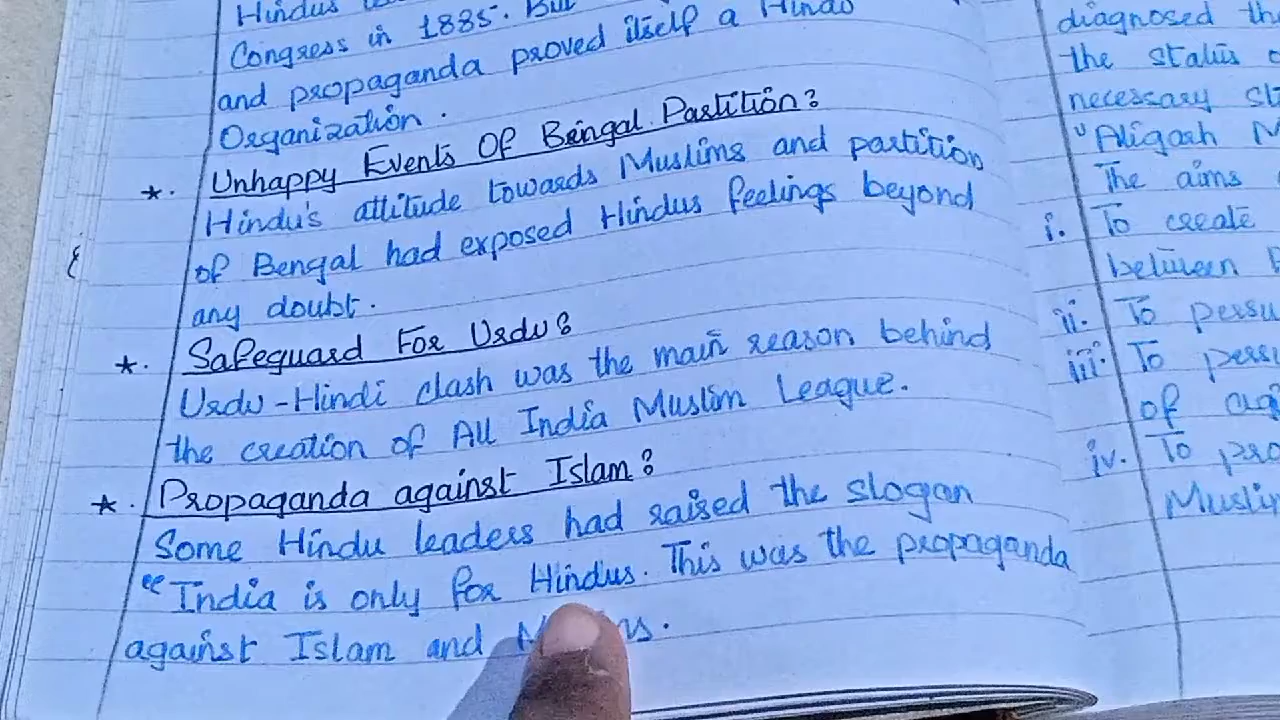 Hindus
Congress in 1885. But
and propaganda proved itself a Hindu
Organization.
*. Unhappy Events Of Bengal Partition?
Hindu's attitude towards Muslims and partition
of Bengal had exposed Hindus feelings beyond
any doubt.
*. Safeguard For Urdu?
Urdu-Hindi clash was the main reason behind
the creation of All India Muslim League.
*. Propaganda against Islam?
Some Hindu leaders had raised the slogan
"India is only for Hindus. This was the propaganda
against Islam and
diagnosed
the status
necessary
"Aligarh
The aims
i. To create
between
ii. To
iii. To
of
iv. To